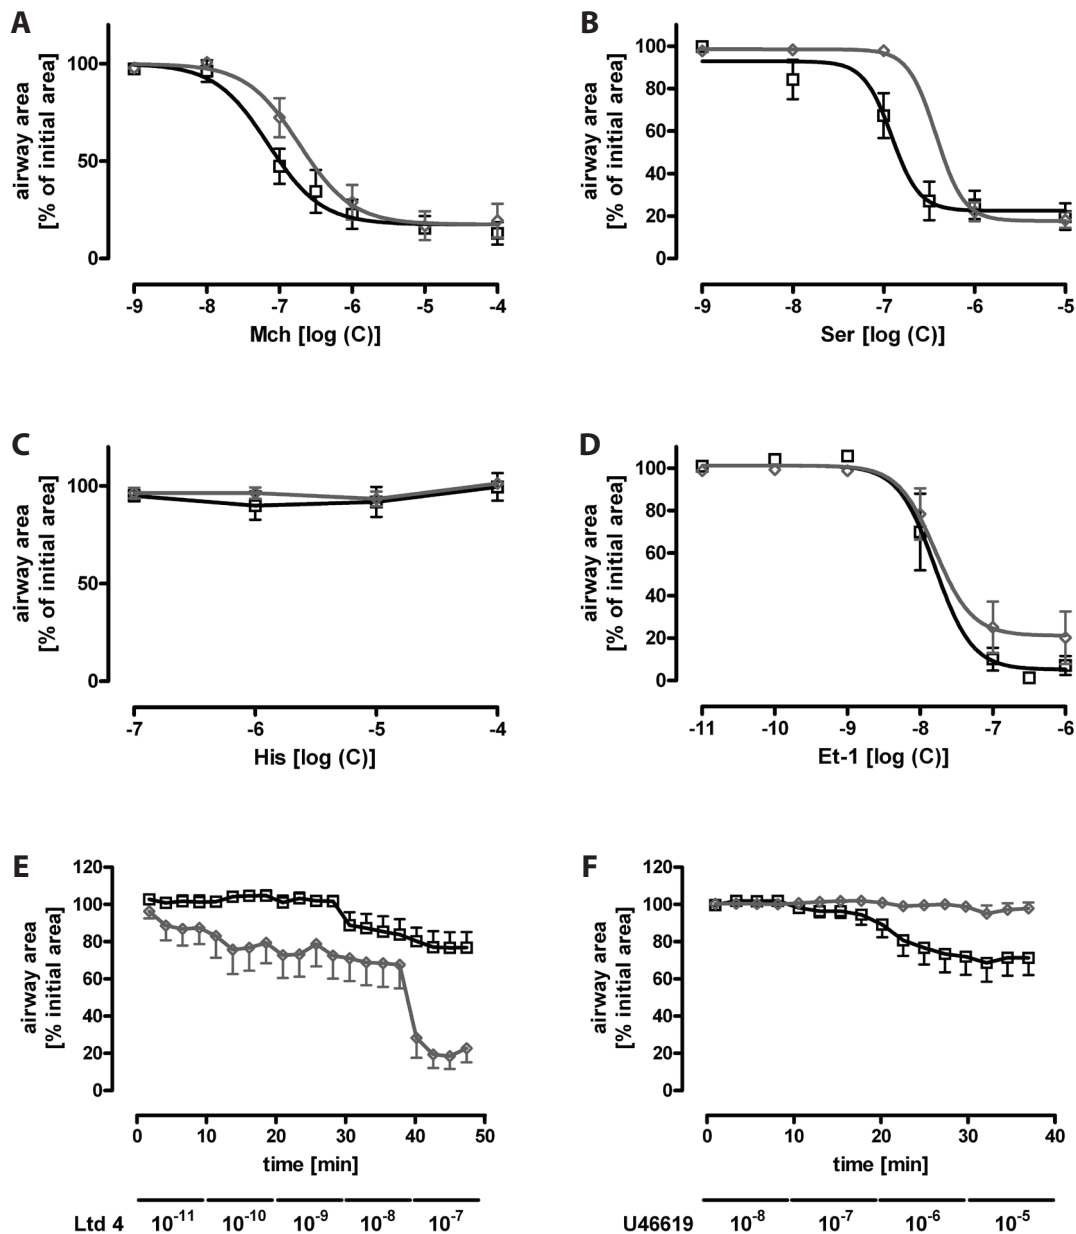 A
airway area
[% of initial area]
100
50
0
-9 -8 -7 -6 -5 -4
Mch [log (C)]
B
airway area
[% of initial area]
100
80
60
40
20
0
-9 -8 -7 -6 -5
Ser [log (C)]
C
airway area
[% of initial area]
100
50
0
-7 -6 -5 -4
His [log (C)]
D
airway area
[% of initial area]
100
80
60
40
20
0
-11 -10 -9 -8 -7 -6
Et-1 [log (C)]
E
airway area
[% initial area]
120
100
80
60
40
20
0
0 10 20 30 40 50
time [min]
Ltd 4 10⁻¹¹ 10⁻¹⁰ 10⁻⁹ 10⁻⁸ 10⁻⁷
F
airway area
[% initial area]
120
100
80
60
40
20
0
0 10 20 30 40
time [min]
U46619 10⁻⁸ 10⁻⁷ 10⁻⁶ 10⁻⁵